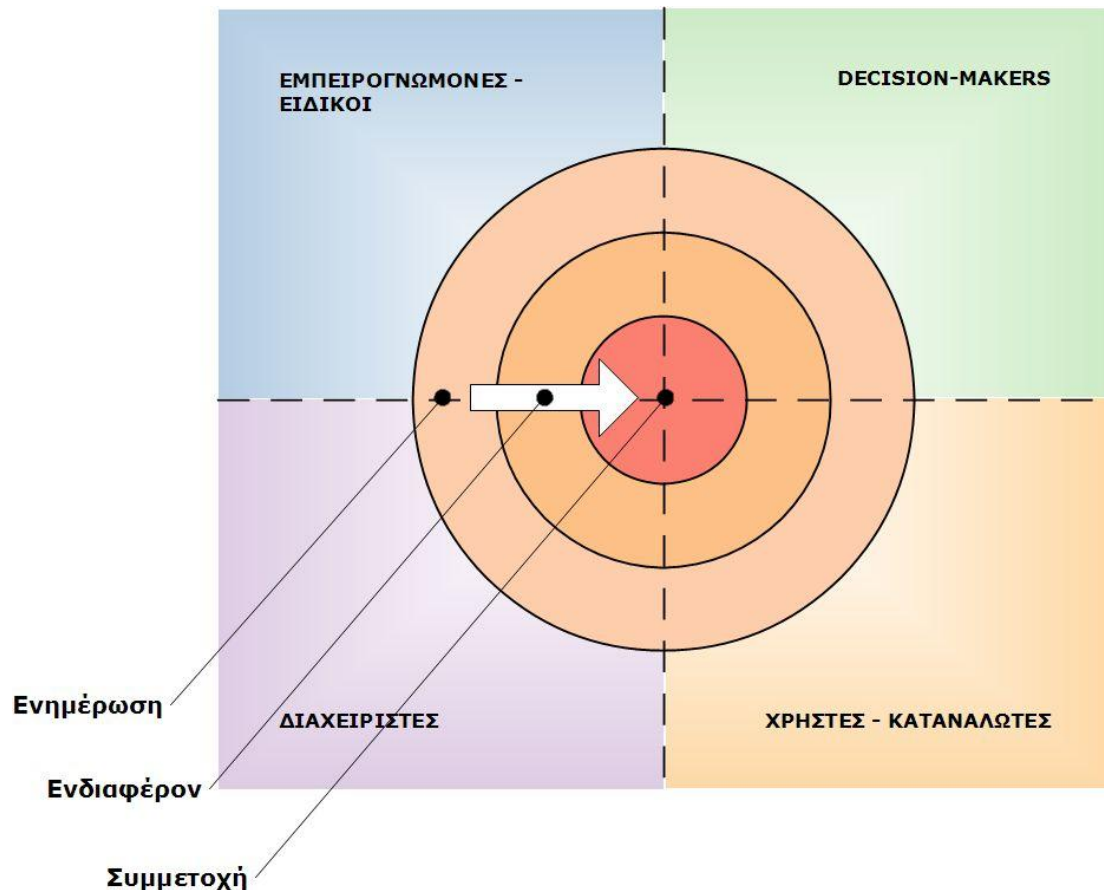 ΕΜΠΕΙΡΟΓΝΩΜΟΝΕΣ -
ΕΙΔΙΚΟΙ
DECISION-MAKERS
Ενημέρωση
ΔΙΑΧΕΙΡΙΣΤΕΣ
ΧΡΗΣΤΕΣ - ΚΑΤΑΝΑΛΩΤΕΣ
Ενδιαφέρον
Συμμετοχή